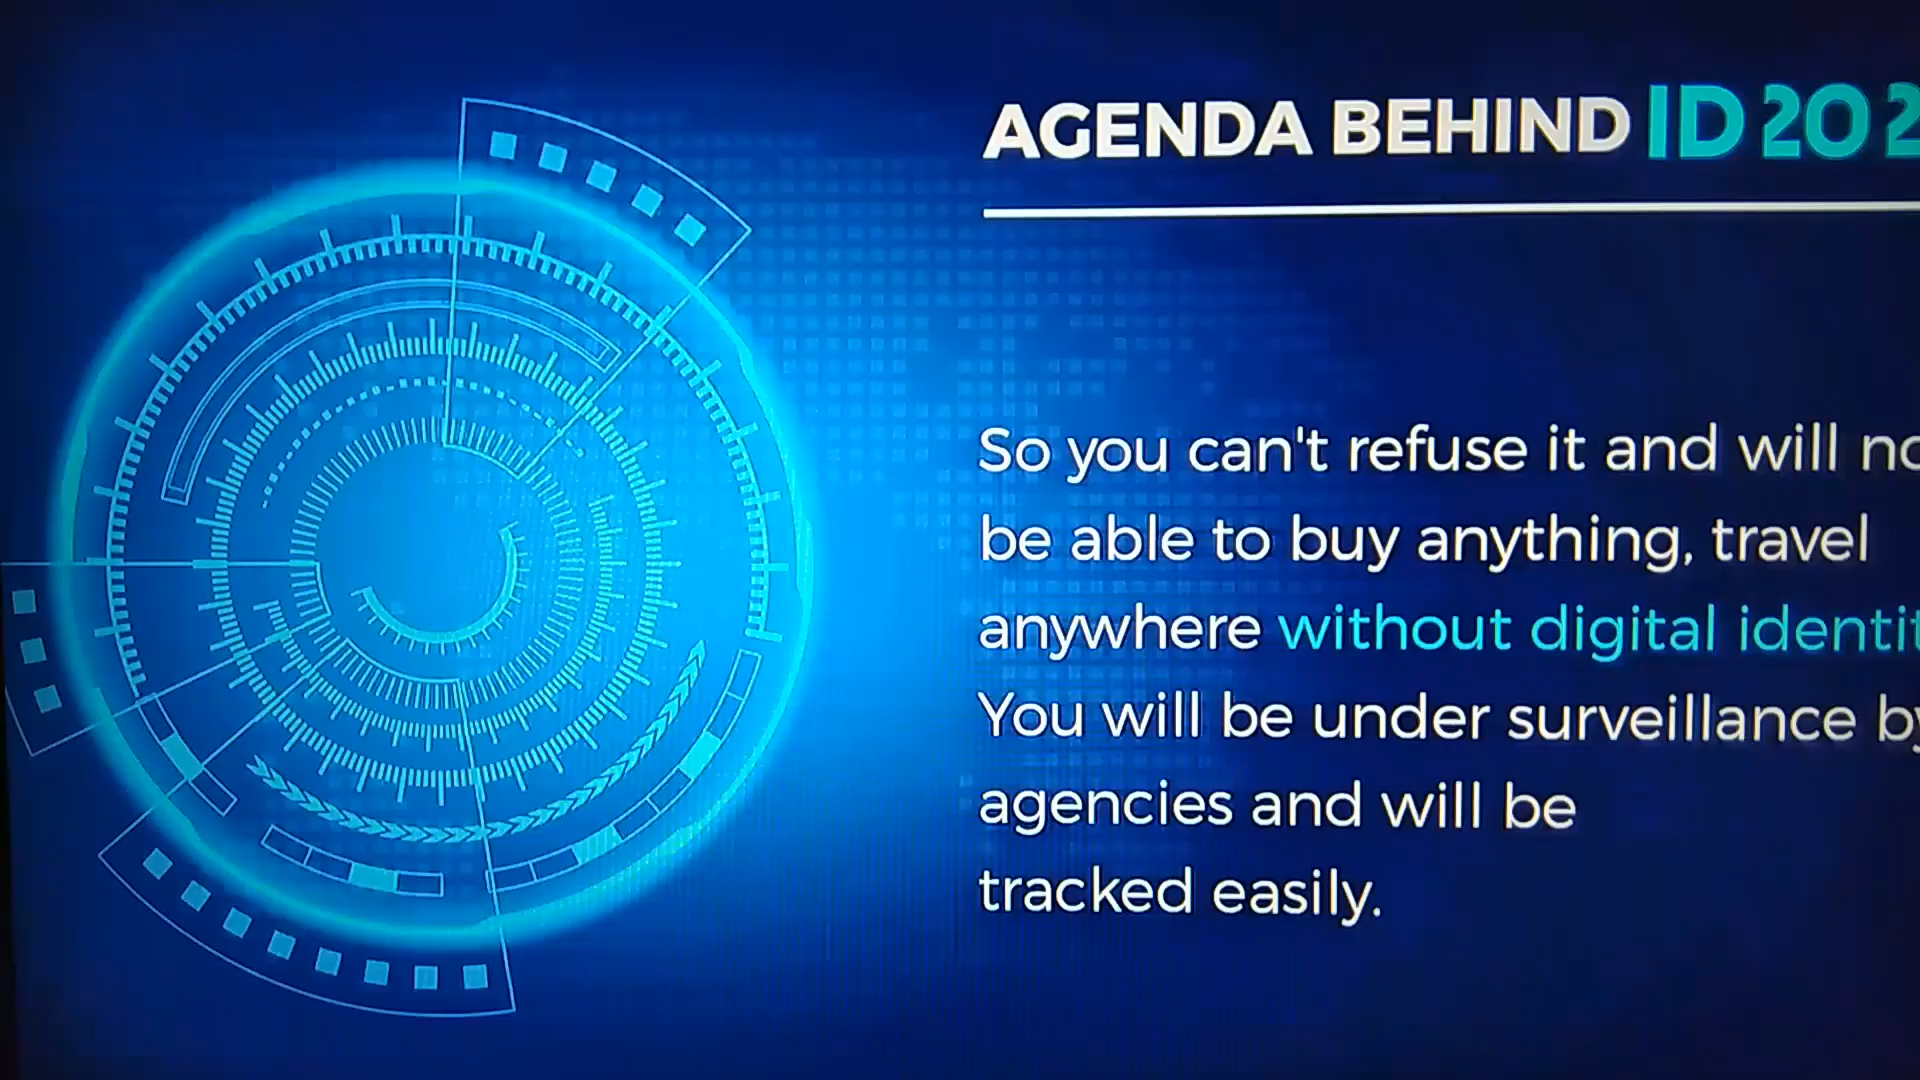 AGENDA BEHIND ID 202
So you can't refuse it and will no
be able to buy anything, travel
anywhere without digital identit
You will be under surveillance by
agencies and will be
tracked easily.